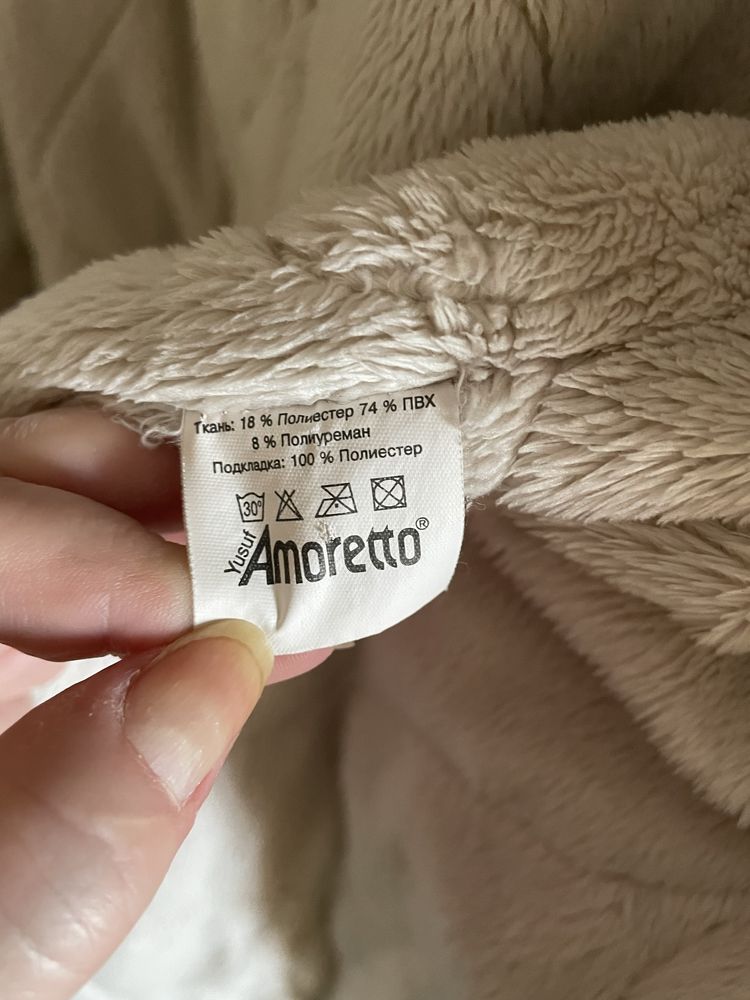 Ткань: 18 % Полиестер 74 % ПВХ
8 % Полиуреман
Подкладка: 100 % Полиестер
30°
Yusuf Amoretto®